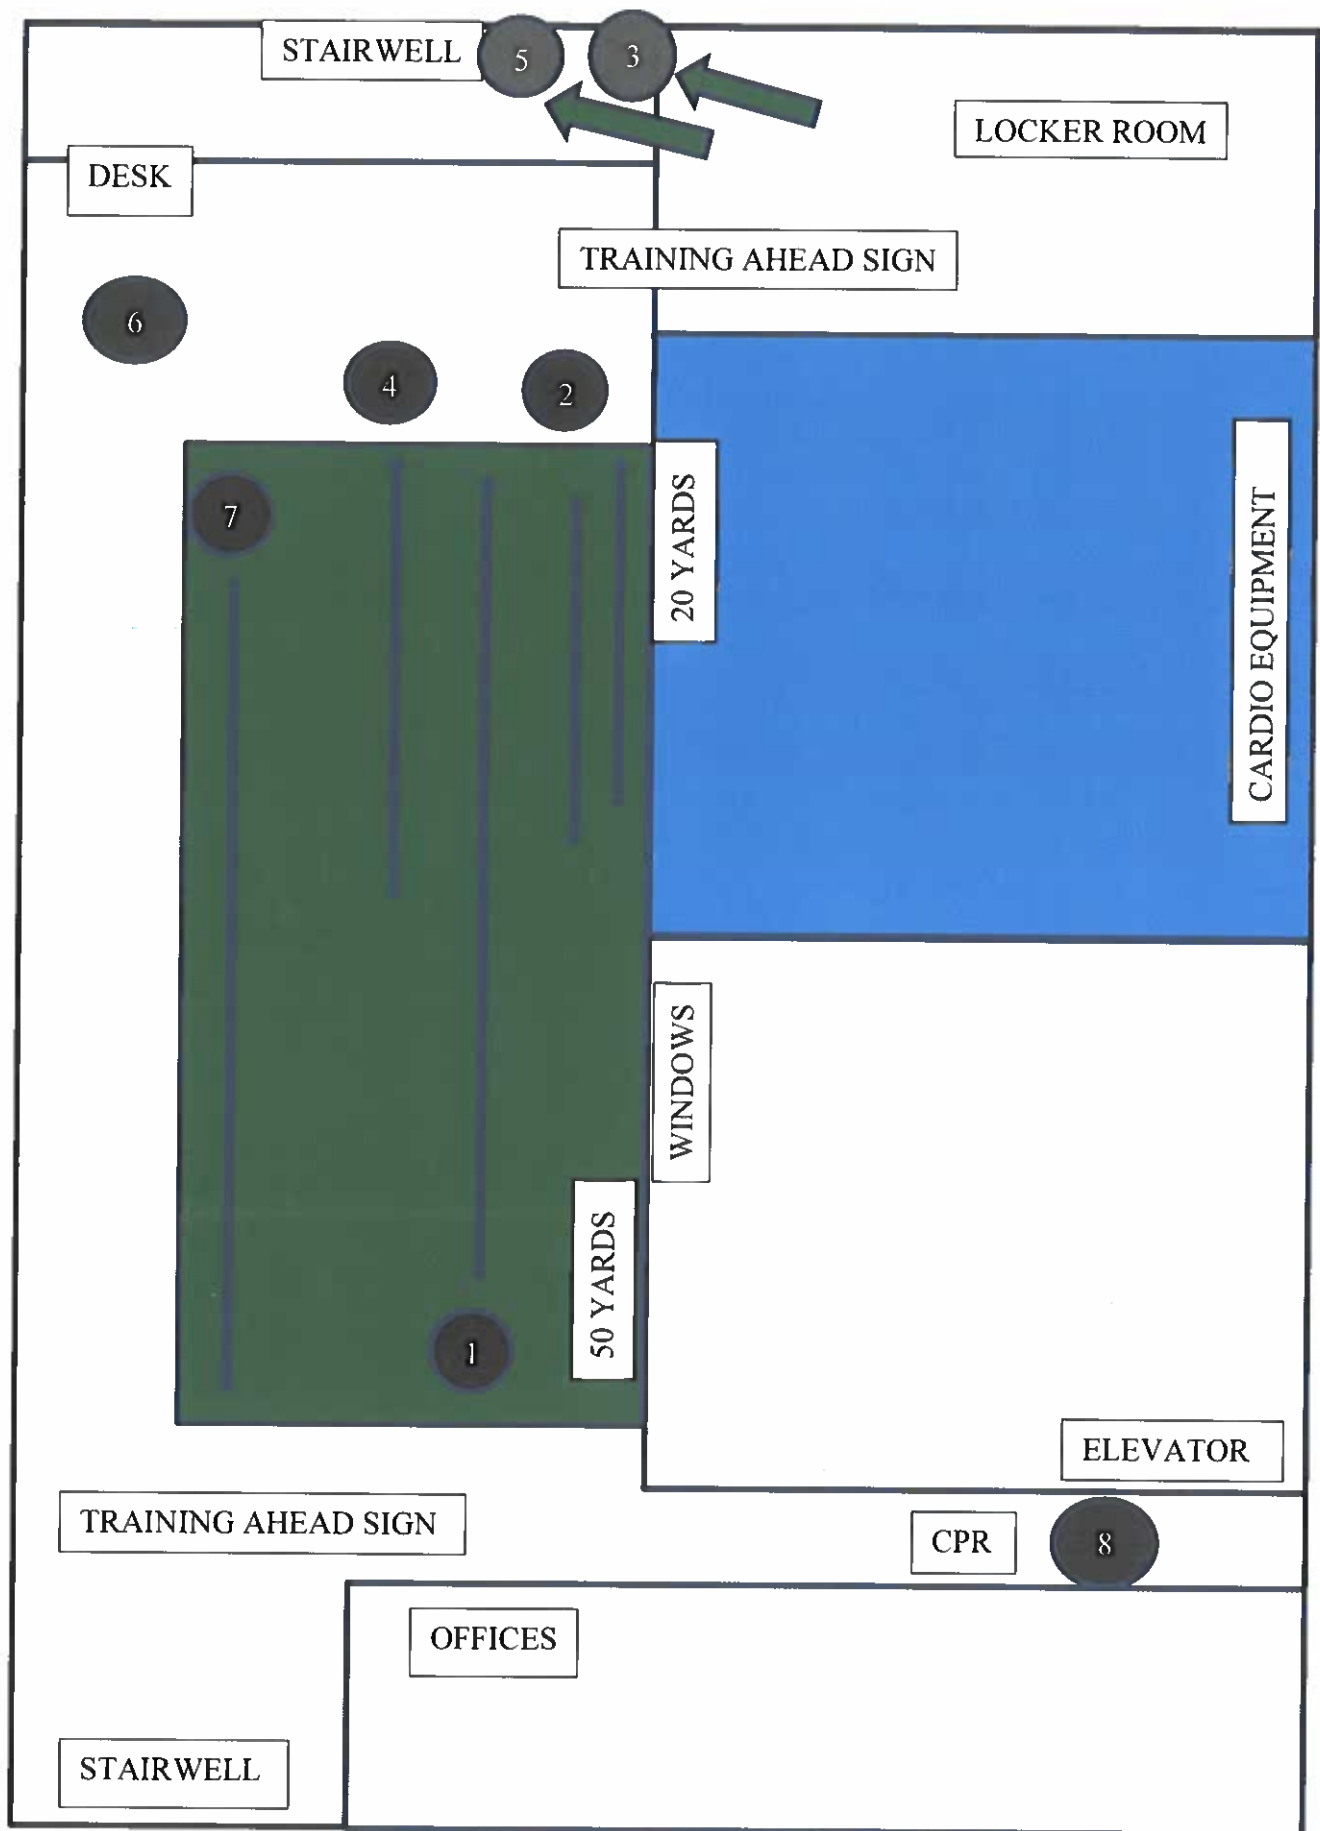 STAIRWELL
5
3
LOCKER ROOM
DESK
TRAINING AHEAD SIGN
6
4
2
7
20 YARDS
CARDIO EQUIPMENT
WINDOWS
50 YARDS
1
ELEVATOR
TRAINING AHEAD SIGN
CPR
8
OFFICES
STAIRWELL